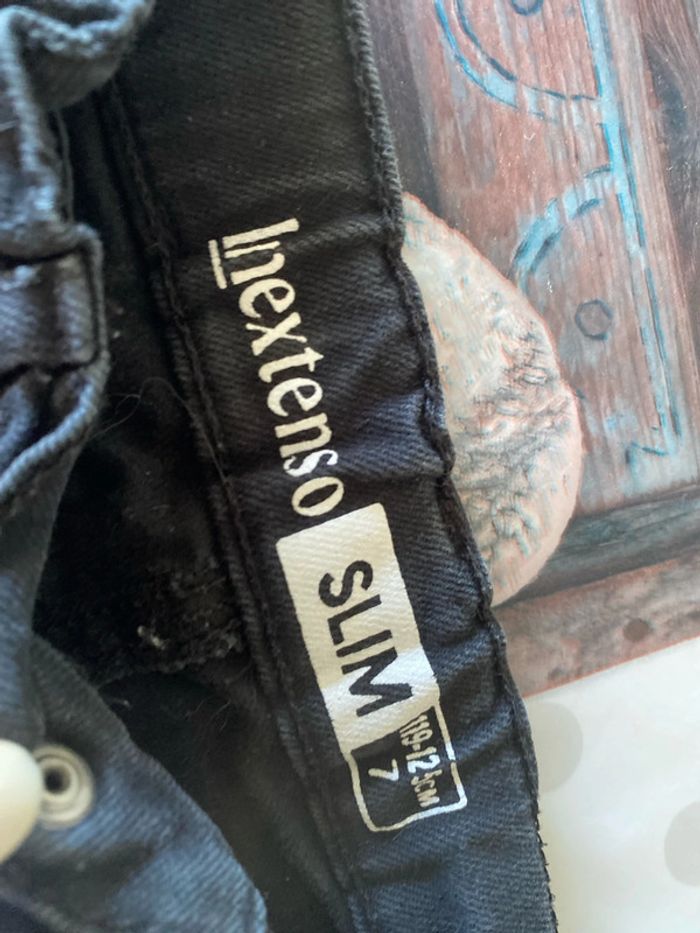 Inextenso
SLIM
119-125CM
7